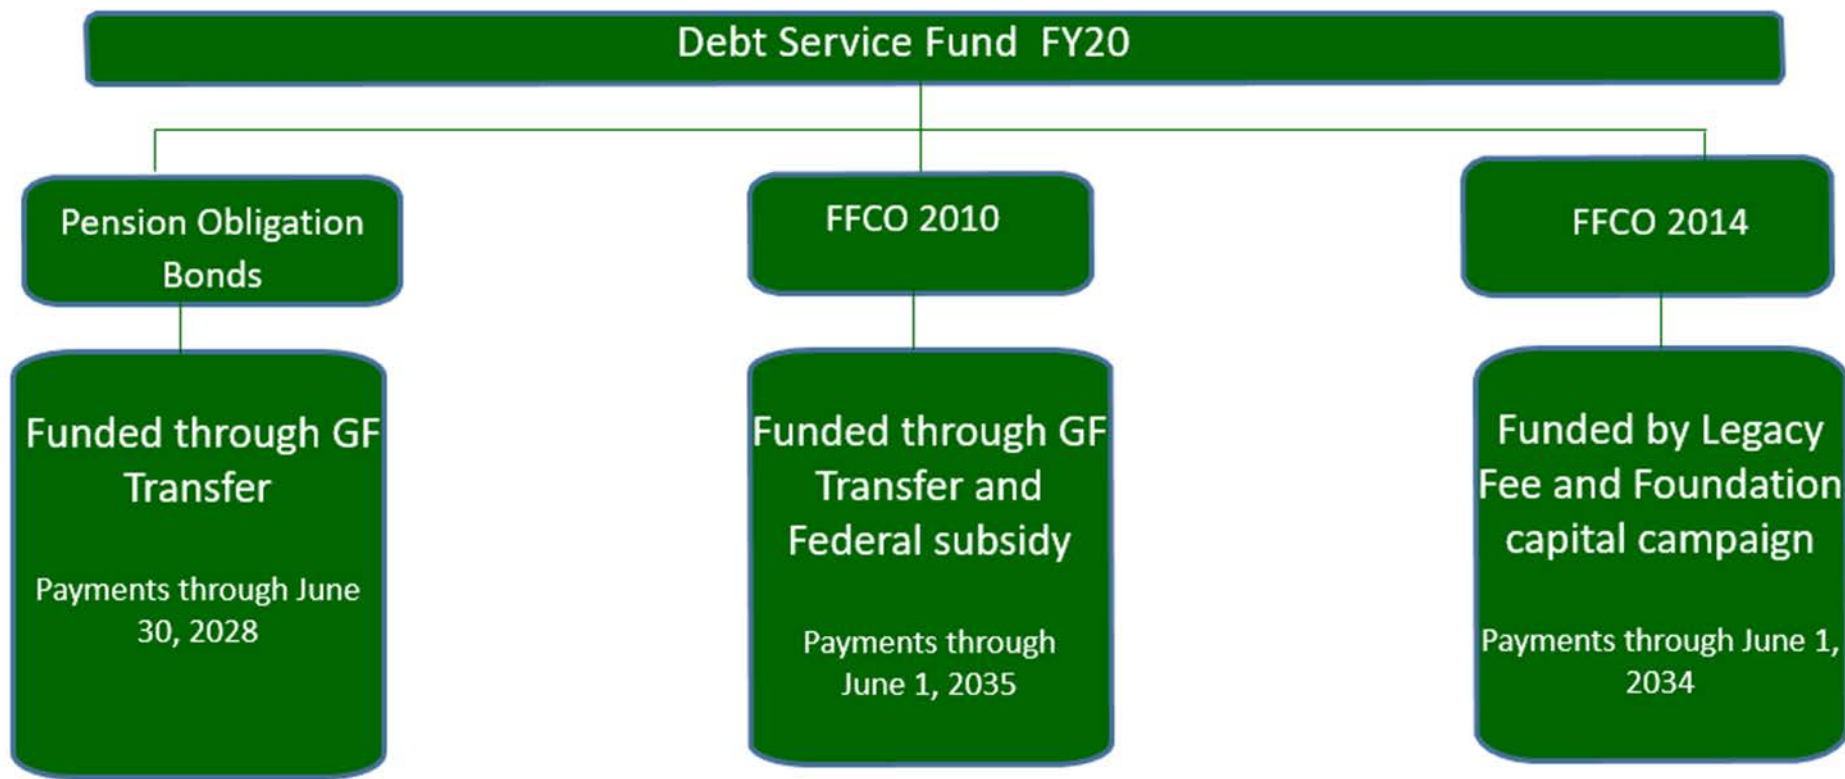 Debt Service Fund FY20
Pension Obligation
Bonds
FFCO 2010
FFCO 2014
Funded through GF
Transfer
Payments through June
30, 2028
Funded through GF
Transfer and
Federal subsidy
Payments through
June 1, 2035
Funded by Legacy
Fee and Foundation
capital campaign
Payments through June 1,
2034